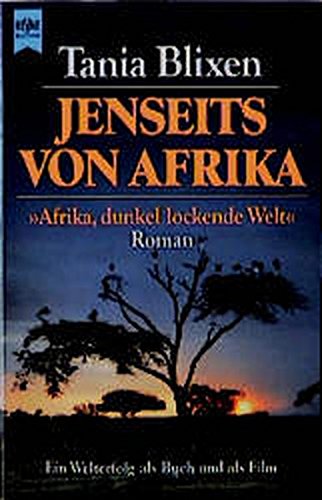 Tania Blixen
JENSEITS
VON AFRIKA
»Afrika, dunkel lockende Welt«
Roman
Ein Welterfolg als Buch und als Film